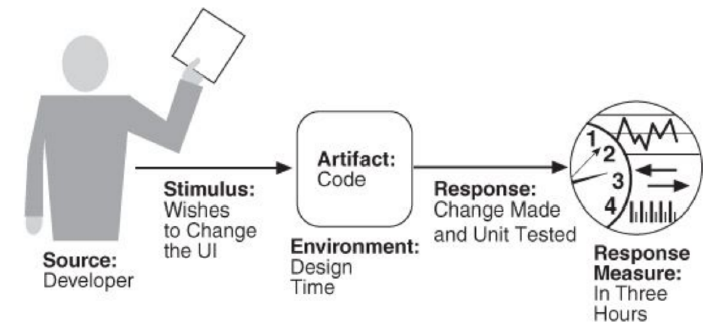 Source:
Developer
Stimulus:
Wishes
to Change
the UI
Artifact:
Code
Environment:
Design
Time
Response:
Change Made
and Unit Tested
1
2
3
4
Response
Measure:
In Three
Hours